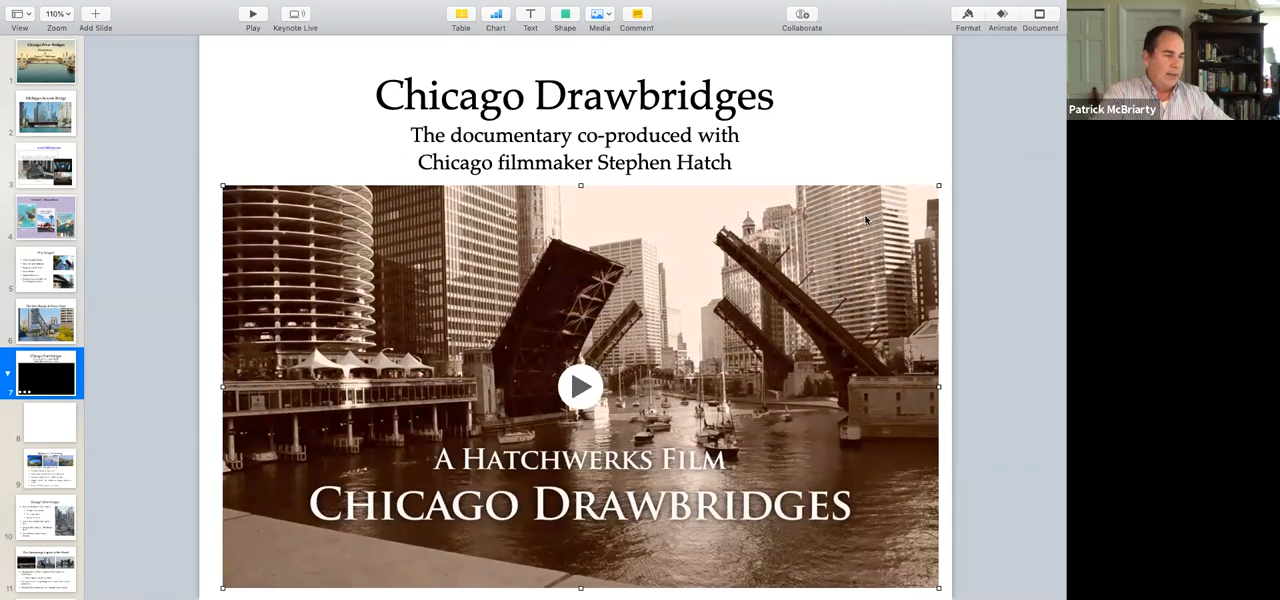 110%
View
Zoom
Add Slide
Play
Keynote Live
Table
Chart
Text
Shape
Media
Comment
Collaborate
Format
Animate
Document
Patrick McBriarty
1
2
3
4
5
6
7
8
9
10
11
Chicago Drawbridges
The documentary co-produced with
Chicago filmmaker Stephen Hatch
A Hatchwerks Film
Chicago Drawbridges